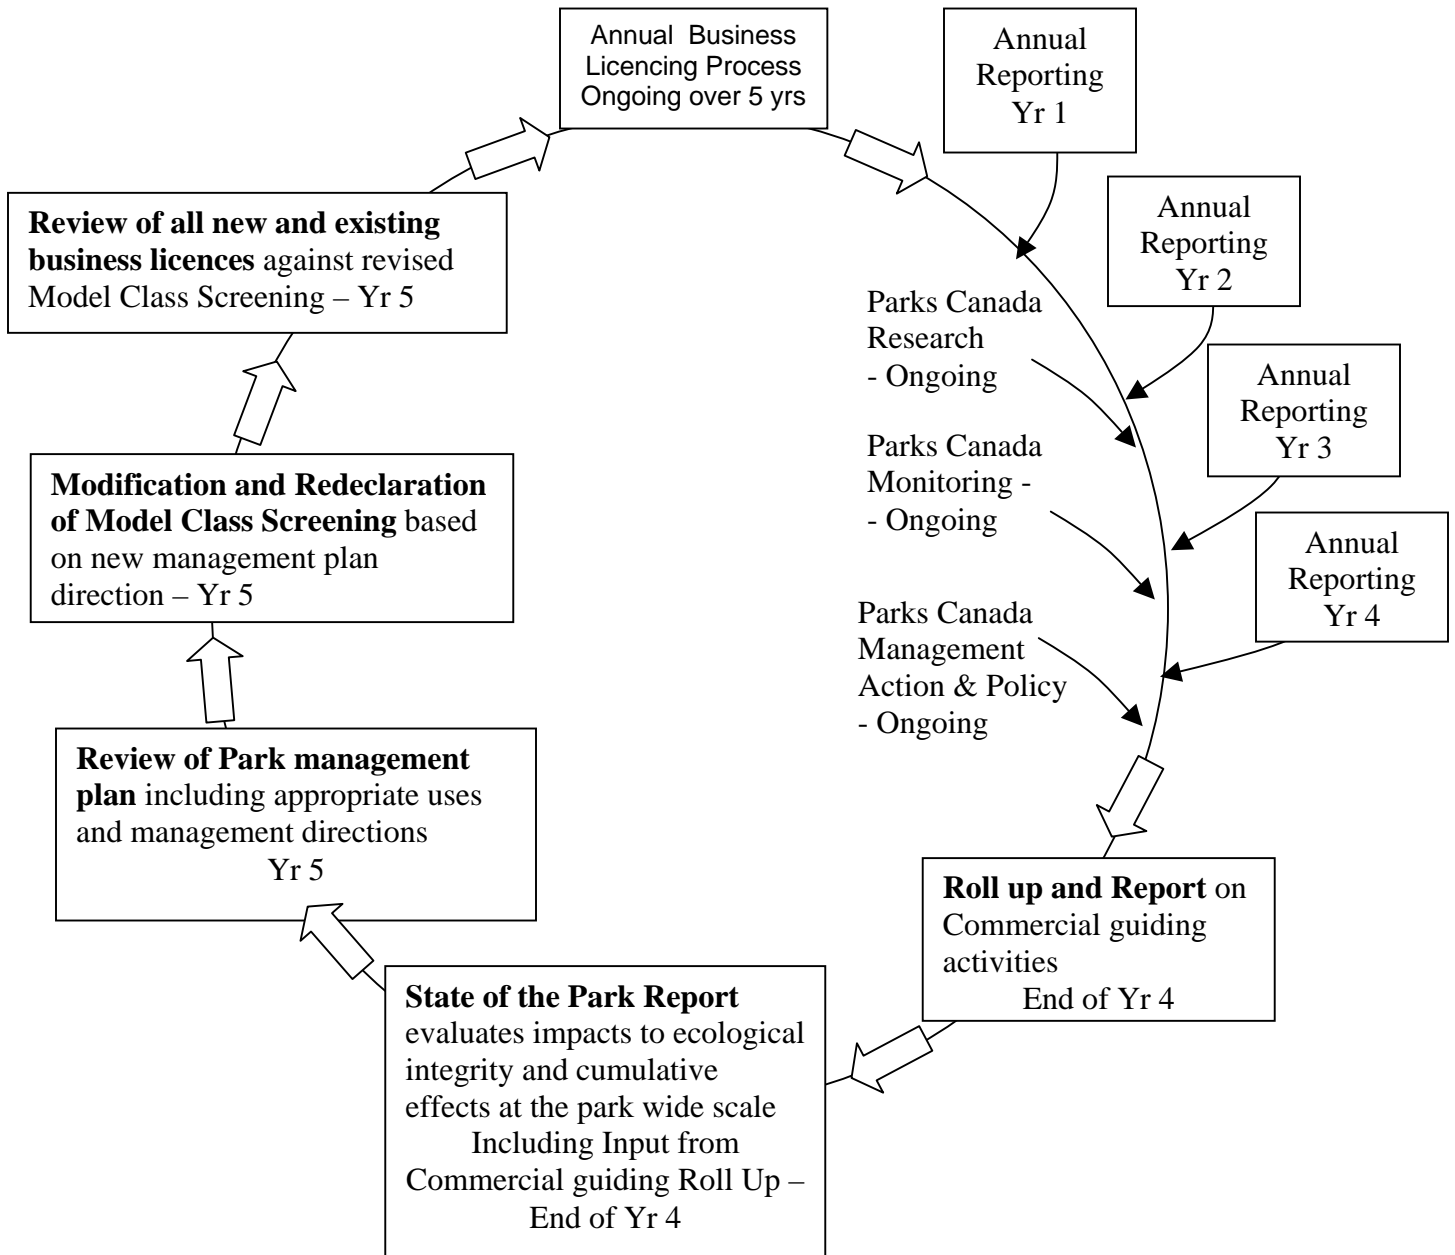 Annual Business
Licencing Process
Ongoing over 5 yrs
Annual
Reporting
Yr 1
Annual
Reporting
Yr 2
Annual
Reporting
Yr 3
Annual
Reporting
Yr 4
Parks Canada
Research
- Ongoing
Parks Canada
Monitoring -
- Ongoing
Parks Canada
Management
Action & Policy
- Ongoing
Roll up and Report on
Commercial guiding
activities
End of Yr 4
State of the Park Report
evaluates impacts to ecological
integrity and cumulative
effects at the park wide scale
Including Input from
Commercial guiding Roll Up –
End of Yr 4
Review of Park management
plan including appropriate uses
and management directions
Yr 5
Modification and Redeclaration
of Model Class Screening based
on new management plan
direction – Yr 5
Review of all new and existing
business licences against revised
Model Class Screening – Yr 5